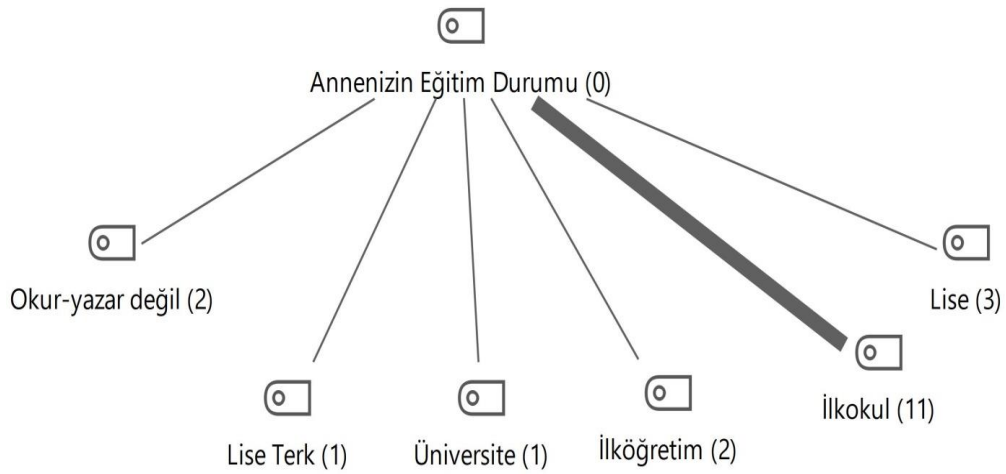 Annenizin Eğitim Durumu (0)
Okur-yazar değil (2)
Lise (3)
İlkokul (11)
Lise Terk (1)
Üniversite (1)
İlköğretim (2)